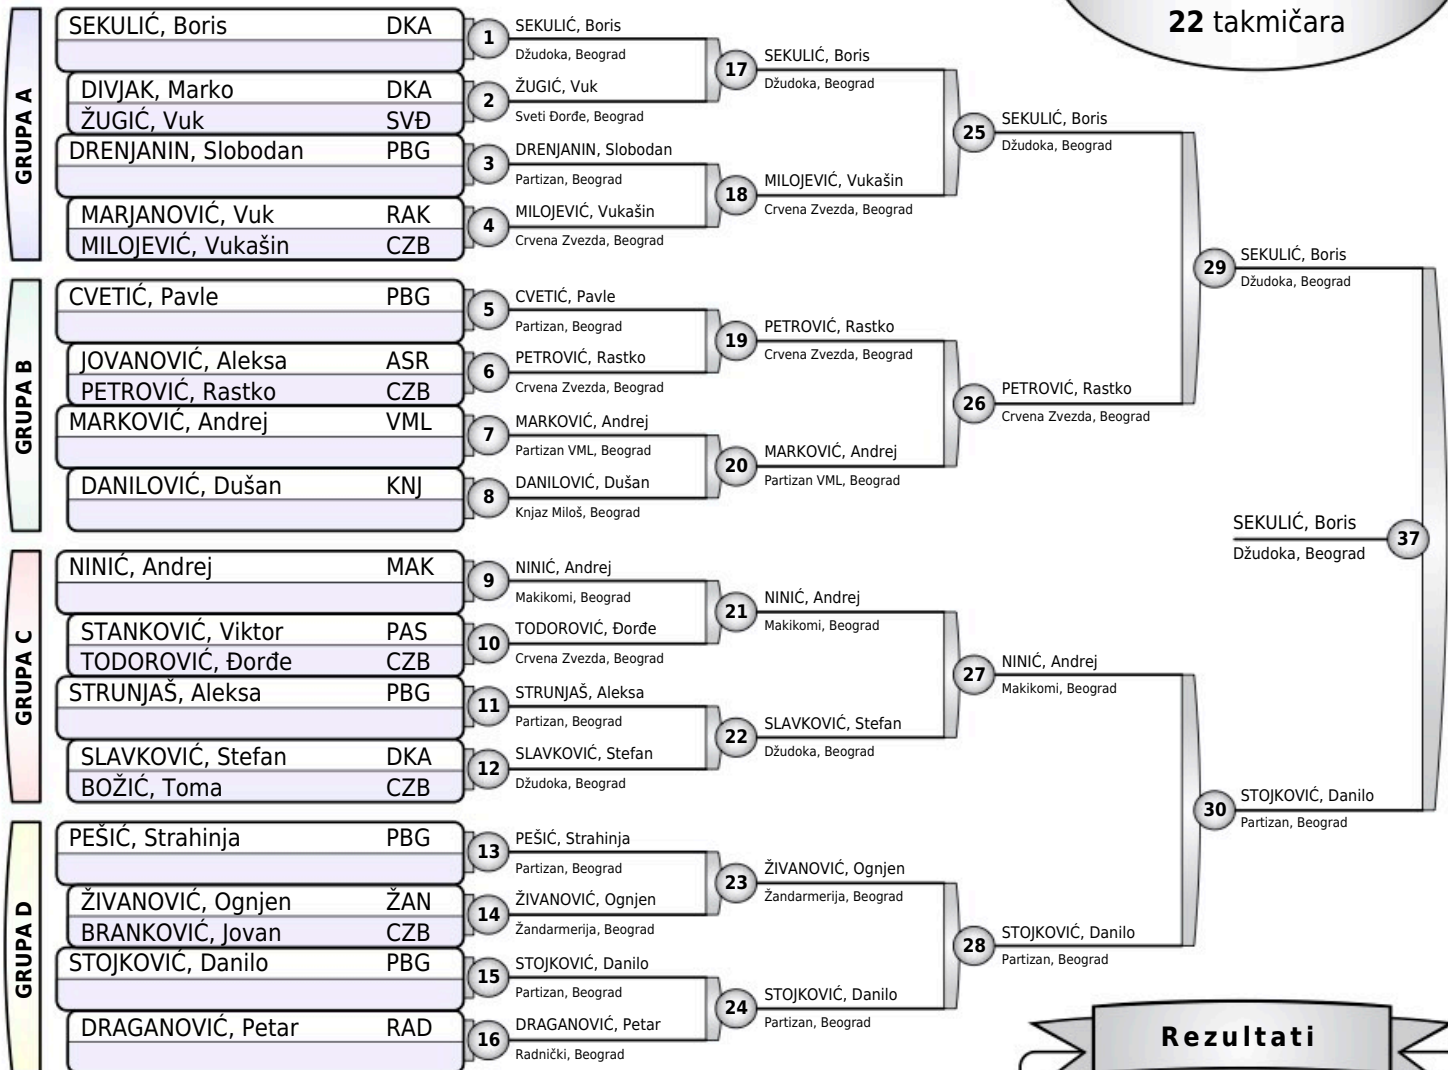 22 takmičara
GRUPA A
SEKULIĆ, Boris DKA
DIVJAK, Marko DKA
ŽUGIĆ, Vuk SVĐ
DRENJANIN, Slobodan PBG
MARJANOVIĆ, Vuk RAK
MILOJEVIĆ, Vukašin CZB
GRUPA B
CVETIĆ, Pavle PBG
JOVANOVIĆ, Aleksa ASR
PETROVIĆ, Rastko CZB
MARKOVIĆ, Andrej VML
DANILOVIĆ, Dušan KNJ
GRUPA C
NINIĆ, Andrej MAK
STANKOVIĆ, Viktor PAS
TODOROVIĆ, Đorđe CZB
STRUNJAŠ, Aleksa PBG
SLAVKOVIĆ, Stefan DKA
BOŽIĆ, Toma CZB
GRUPA D
PEŠIĆ, Strahinja PBG
ŽIVANOVIĆ, Ognjen ŽAN
BRANKOVIĆ, Jovan CZB
STOJKOVIĆ, Danilo PBG
DRAGANOVIĆ, Petar RAD
1 SEKULIĆ, Boris
Džudoka, Beograd
2 ŽUGIĆ, Vuk
Sveti Đorđe, Beograd
3 DRENJANIN, Slobodan
Partizan, Beograd
4 MILOJEVIĆ, Vukašin
Crvena Zvezda, Beograd
5 CVETIĆ, Pavle
Partizan, Beograd
6 PETROVIĆ, Rastko
Crvena Zvezda, Beograd
7 MARKOVIĆ, Andrej
Partizan VML, Beograd
8 DANILOVIĆ, Dušan
Knjaz Miloš, Beograd
9 NINIĆ, Andrej
Makikomi, Beograd
10 TODOROVIĆ, Đorđe
Crvena Zvezda, Beograd
11 STRUNJAŠ, Aleksa
Partizan, Beograd
12 SLAVKOVIĆ, Stefan
Džudoka, Beograd
13 PEŠIĆ, Strahinja
Partizan, Beograd
14 ŽIVANOVIĆ, Ognjen
Žandarmerija, Beograd
15 STOJKOVIĆ, Danilo
Partizan, Beograd
16 DRAGANOVIĆ, Petar
Radnički, Beograd
17 SEKULIĆ, Boris
Džudoka, Beograd
18 MILOJEVIĆ, Vukašin
Crvena Zvezda, Beograd
19 PETROVIĆ, Rastko
Crvena Zvezda, Beograd
20 MARKOVIĆ, Andrej
Partizan VML, Beograd
21 NINIĆ, Andrej
Makikomi, Beograd
22 SLAVKOVIĆ, Stefan
Džudoka, Beograd
23 ŽIVANOVIĆ, Ognjen
Žandarmerija, Beograd
24 STOJKOVIĆ, Danilo
Partizan, Beograd
25 SEKULIĆ, Boris
Džudoka, Beograd
26 PETROVIĆ, Rastko
Crvena Zvezda, Beograd
27 NINIĆ, Andrej
Makikomi, Beograd
28 STOJKOVIĆ, Danilo
Partizan, Beograd
29 SEKULIĆ, Boris
Džudoka, Beograd
30 STOJKOVIĆ, Danilo
Partizan, Beograd
SEKULIĆ, Boris 37
Džudoka, Beograd
Rezultati